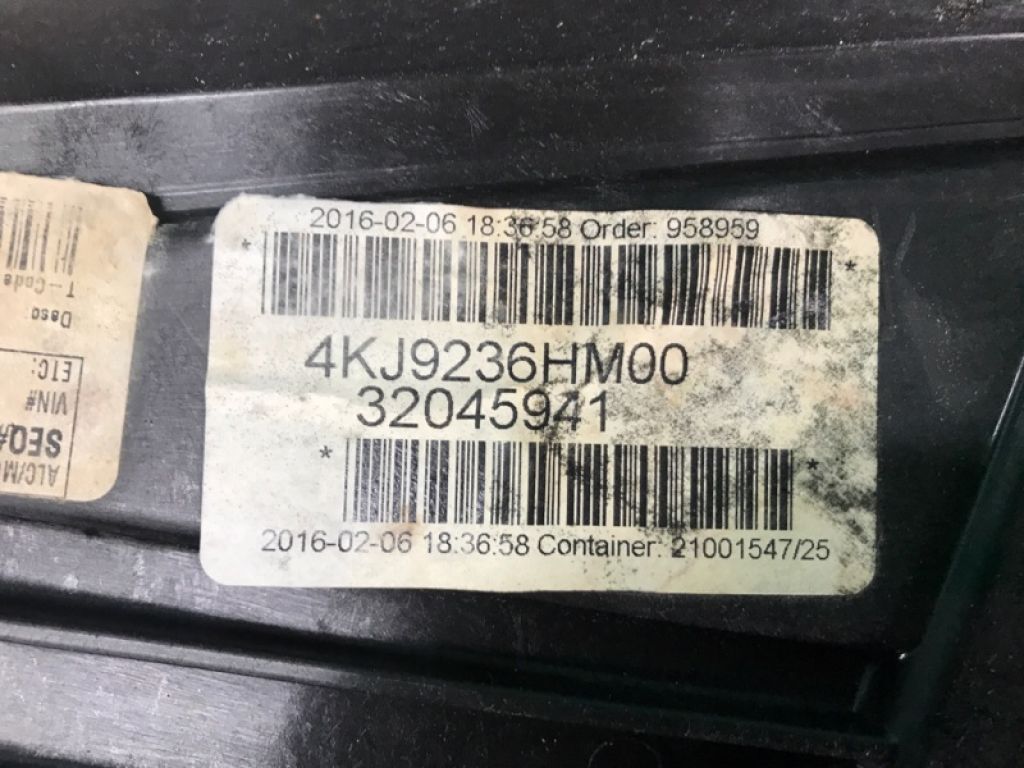 2016-02-06 18:36:58 Order: 958959
* *
4KJ9236HM00
32045941
* *
2016-02-06 18:36:58 Container: 21001547/25
T-Code
Desc:
ETC:
VIN#
SEQ#
ALC/M